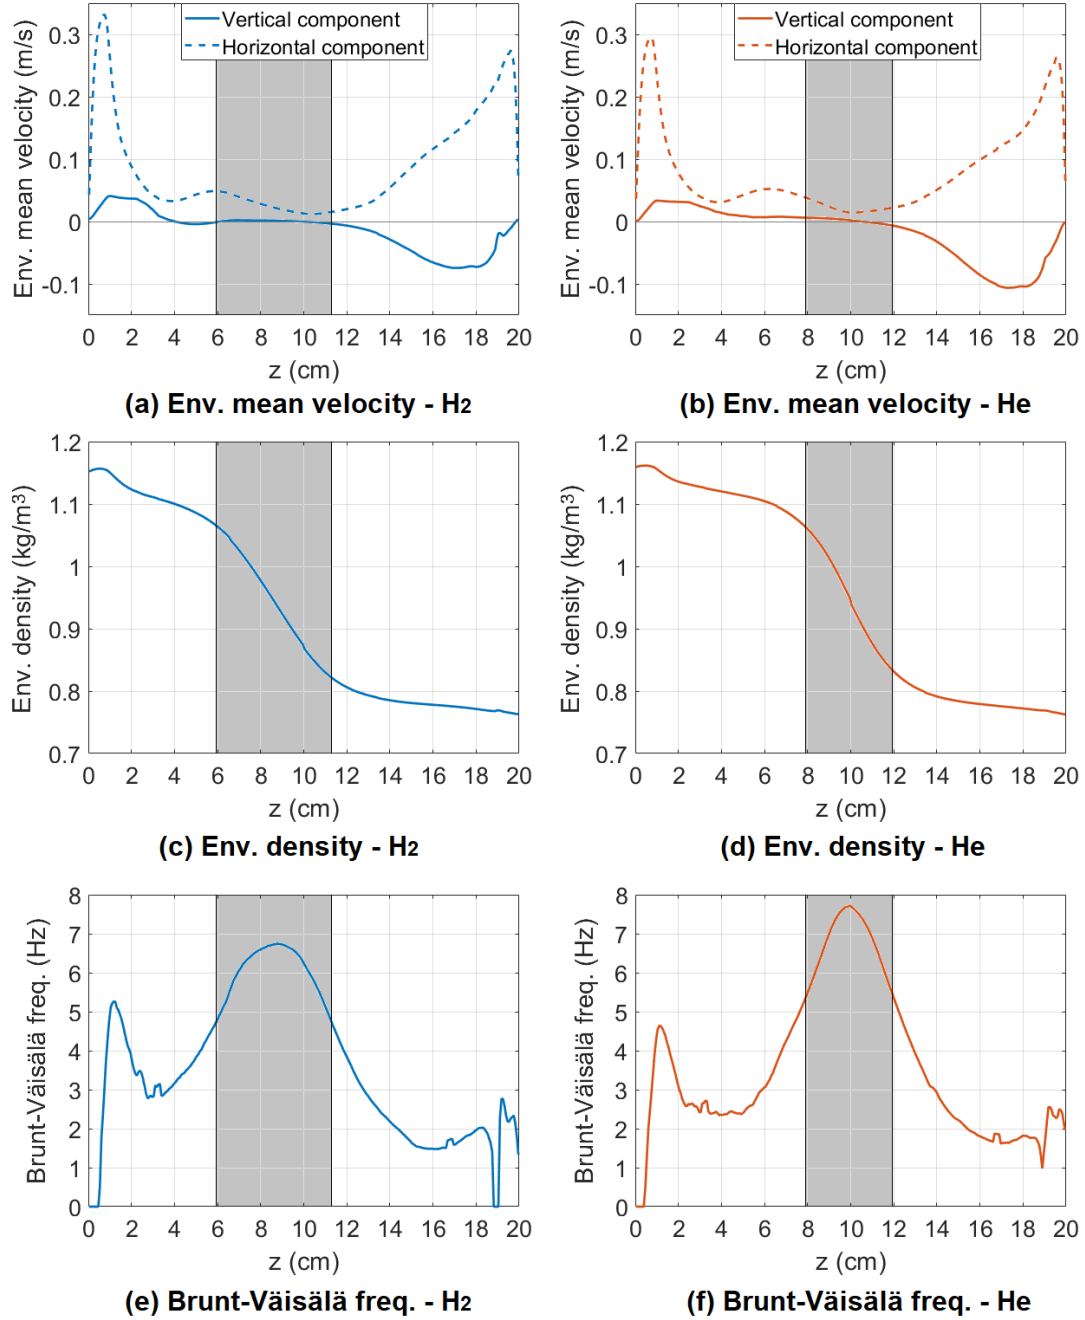 Env. mean velocity (m/s)
0.3
0.2
0.1
0
-0.1
Vertical component
Horizontal component
0 2 4 6 8 10 12 14 16 18 20
z (cm)
(a) Env. mean velocity - H2
Env. mean velocity (m/s)
0.3
0.2
0.1
0
-0.1
Vertical component
Horizontal component
0 2 4 6 8 10 12 14 16 18 20
z (cm)
(b) Env. mean velocity - He
Env. density (kg/m³)
1.2
1.1
1
0.9
0.8
0.7
0 2 4 6 8 10 12 14 16 18 20
z (cm)
(c) Env. density - H2
Env. density (kg/m³)
1.2
1.1
1
0.9
0.8
0.7
0 2 4 6 8 10 12 14 16 18 20
z (cm)
(d) Env. density - He
Brunt-Väisälä freq. (Hz)
8
7
6
5
4
3
2
1
0
0 2 4 6 8 10 12 14 16 18 20
z (cm)
(e) Brunt-Väisälä freq. - H2
Brunt-Väisälä freq. (Hz)
8
7
6
5
4
3
2
1
0
0 2 4 6 8 10 12 14 16 18 20
z (cm)
(f) Brunt-Väisälä freq. - He